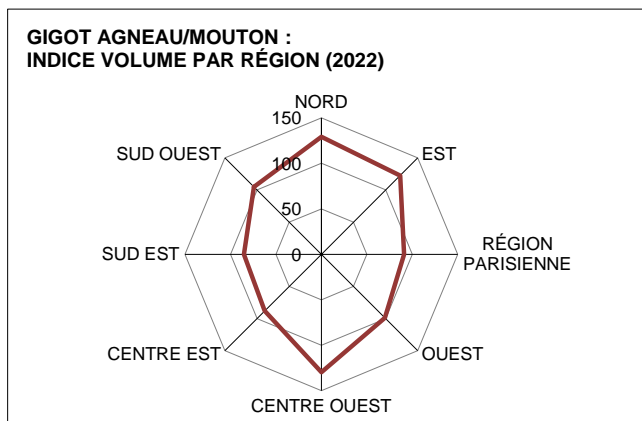 GIGOT AGNEAU/MOUTON :
INDICE VOLUME PAR RÉGION (2022)
NORD
150
SUD OUEST
EST
100
50
0
SUD EST
RÉGION
PARISIENNE
CENTRE EST
OUEST
CENTRE OUEST